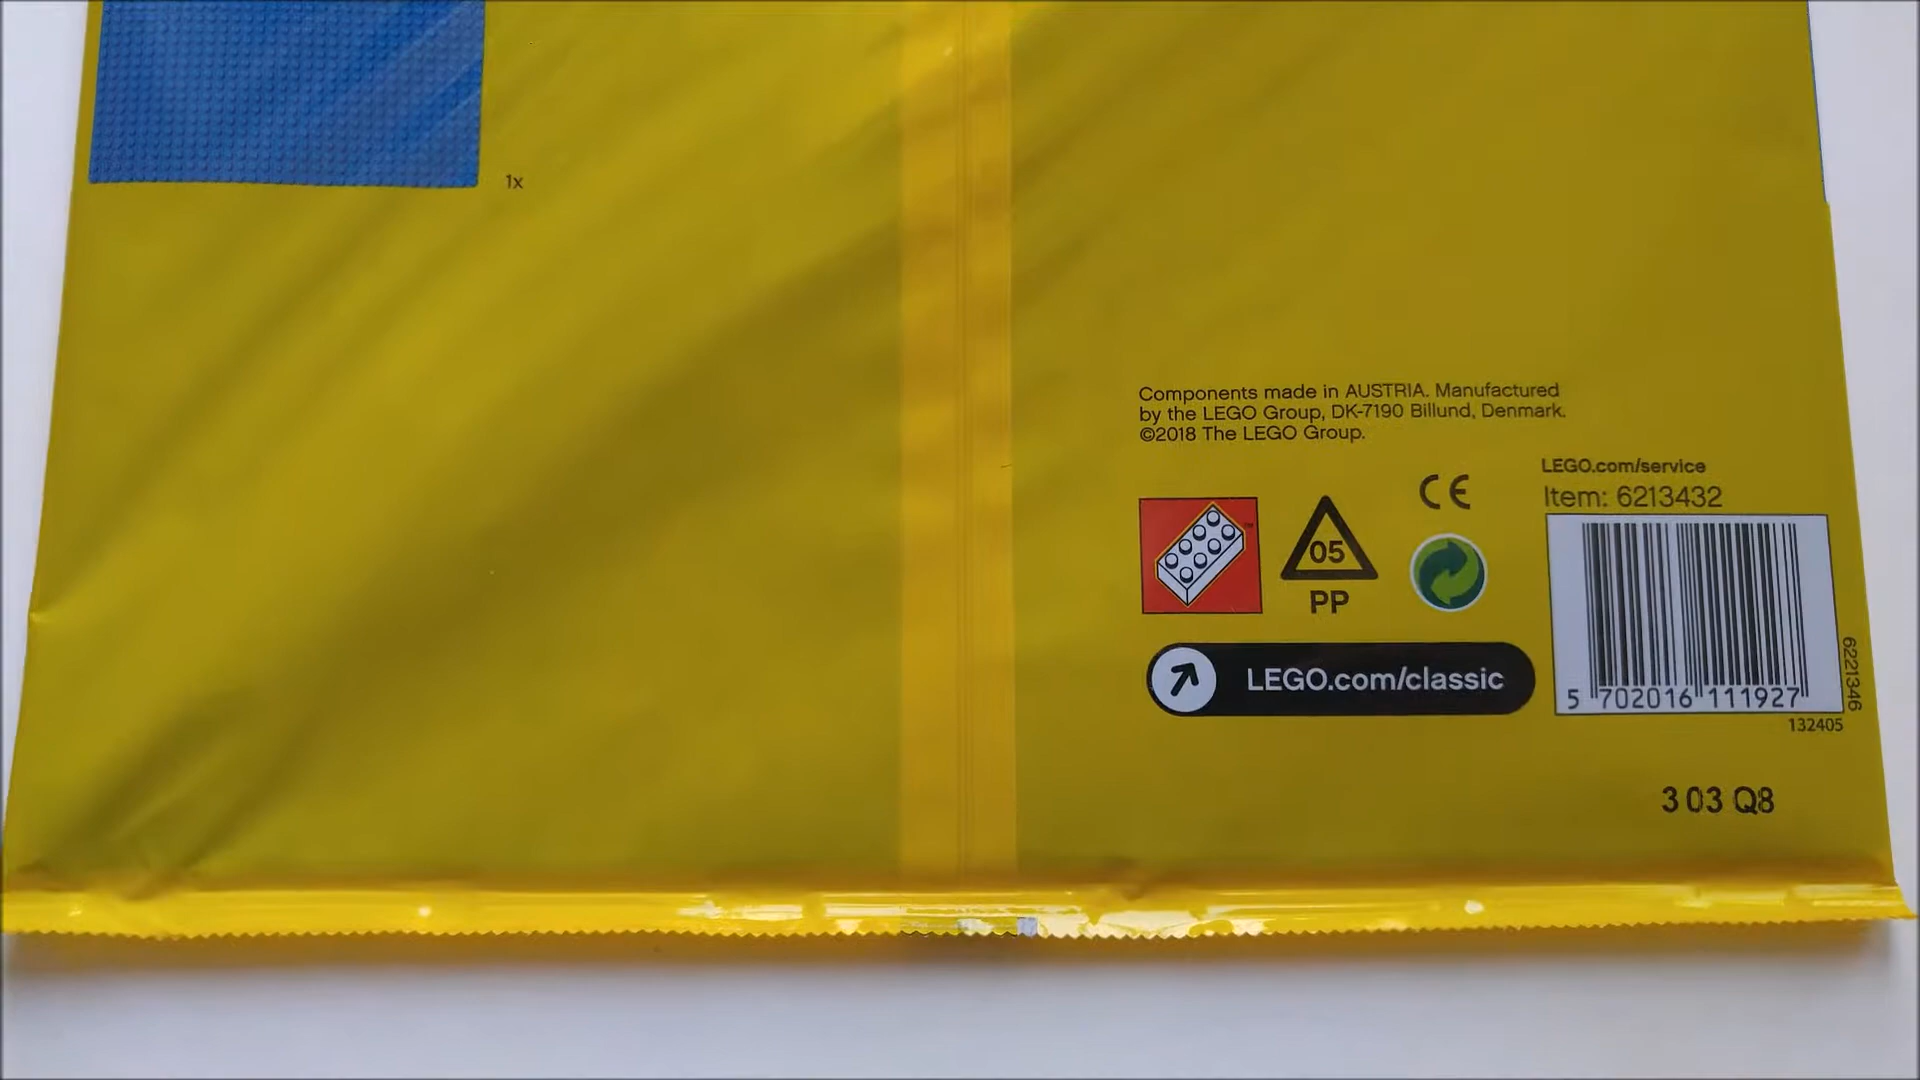 1x
Components made in AUSTRIA. Manufactured
by the LEGO Group, DK-7190 Billund, Denmark.
©2018 The LEGO Group.
LEGO.com/service
Item: 6213432
CE
05
PP
LEGO.com/classic
5 702016 111927
6221346
132405
3 03 Q8